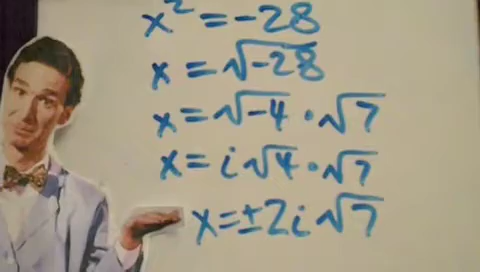 x² = -28
x = √-28
x = √-4 · √7
x = i√4 · √7
x = ±2i√7